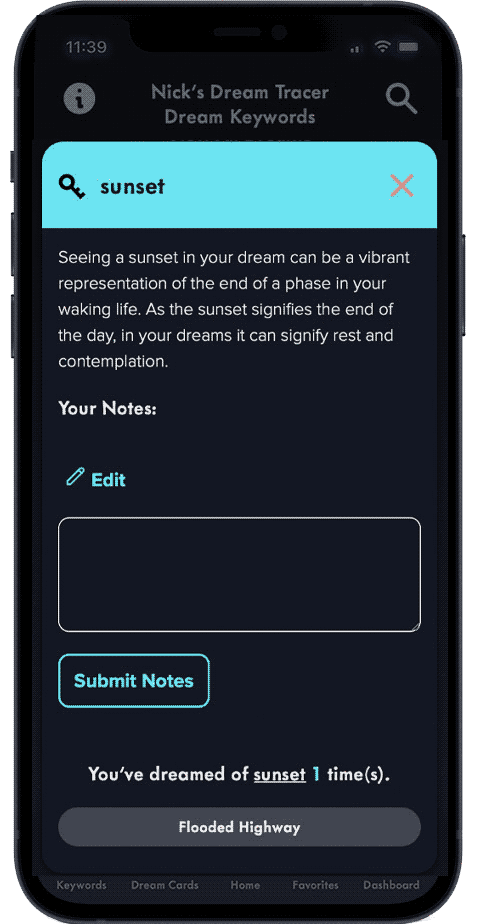 11:39
Nick's Dream Tracer
Dream Keywords
sunset
Seeing a sunset in your dream can be a vibrant
representation of the end of a phase in your
waking life. As the sunset signifies the end of
the day, in your dreams it can signify rest and
contemplation.
Your Notes:
Edit
Submit Notes
You've dreamed of sunset 1 time(s).
Flooded Highway
Keywords Dream Cards Home Favorites Dashboard